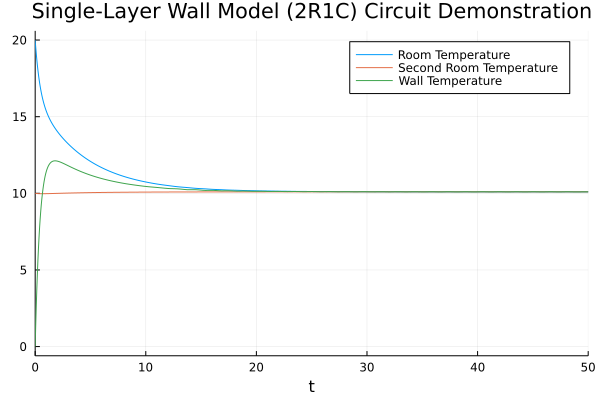 Single-Layer Wall Model (2R1C) Circuit Demonstration
20
15
10
5
0
Room Temperature
Second Room Temperature
Wall Temperature
0 10 20 30 40 50
t